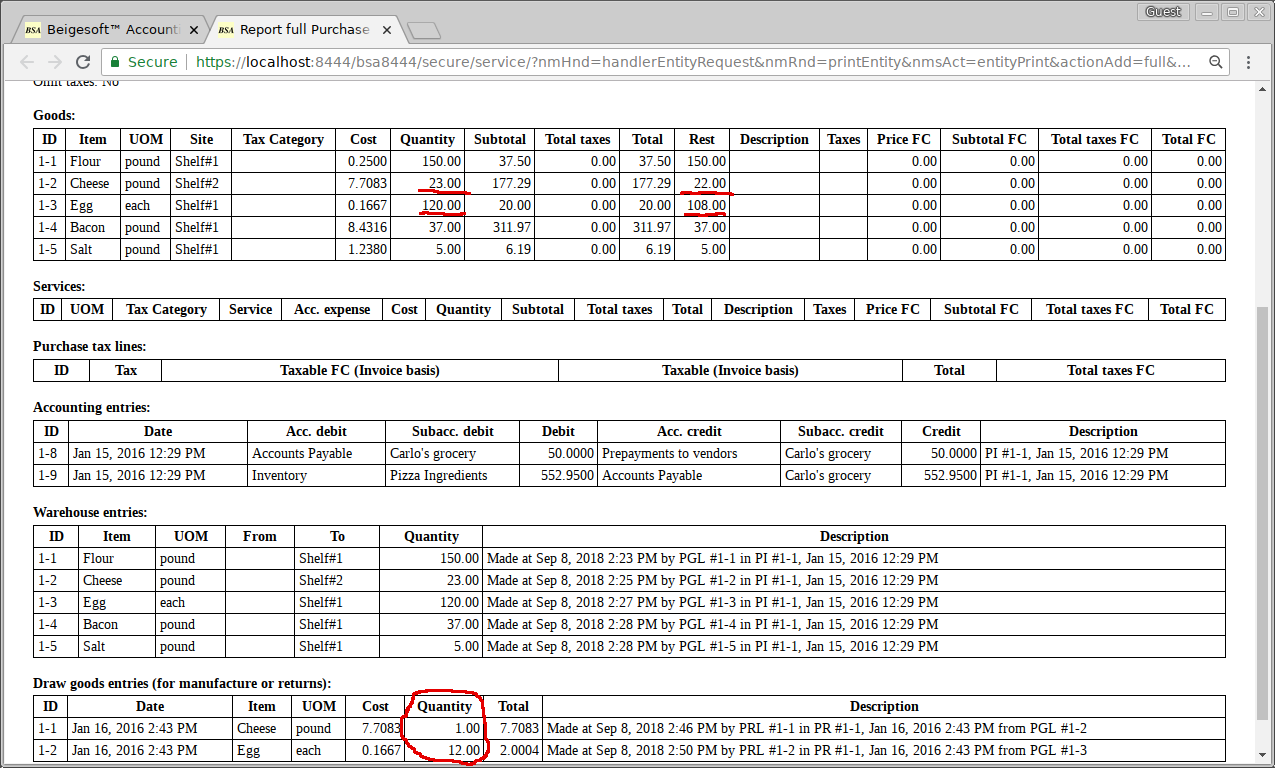 Guest
BSA Beigesoft™ Account
BSA Report full Purchase
Secure https://localhost:8444/bsa8444/secure/service/?nmHnd=handlerEntityRequest&nmRnd=printEntity&nmsAct=entityPrint&actionAdd=full&...
Omit taxes: No
Goods:
ID Item UOM Site Tax Category Cost Quantity Subtotal Total taxes Total Rest Description Taxes Price FC Subtotal FC Total taxes FC Total FC
1-1 Flour pound Shelf#1 0.2500 150.00 37.50 0.00 37.50 150.00 0.00 0.00 0.00 0.00
1-2 Cheese pound Shelf#2 7.7083 23.00 177.29 0.00 177.29 22.00 0.00 0.00 0.00 0.00
1-3 Egg each Shelf#1 0.1667 120.00 20.00 0.00 20.00 108.00 0.00 0.00 0.00 0.00
1-4 Bacon pound Shelf#1 8.4316 37.00 311.97 0.00 311.97 37.00 0.00 0.00 0.00 0.00
1-5 Salt pound Shelf#1 1.2380 5.00 6.19 0.00 6.19 5.00 0.00 0.00 0.00 0.00
Services:
ID UOM Tax Category Service Acc. expense Cost Quantity Subtotal Total taxes Total Description Taxes Price FC Subtotal FC Total taxes FC Total FC
Purchase tax lines:
ID Tax Taxable FC (Invoice basis) Taxable (Invoice basis) Total Total taxes FC
Accounting entries:
ID Date Acc. debit Subacc. debit Debit Acc. credit Subacc. credit Credit Description
1-8 Jan 15, 2016 12:29 PM Accounts Payable Carlo's grocery 50.0000 Prepayments to vendors Carlo's grocery 50.0000 PI #1-1, Jan 15, 2016 12:29 PM
1-9 Jan 15, 2016 12:29 PM Inventory Pizza Ingredients 552.9500 Accounts Payable Carlo's grocery 552.9500 PI #1-1, Jan 15, 2016 12:29 PM
Warehouse entries:
ID Item UOM From To Quantity Description
1-1 Flour pound Shelf#1 150.00 Made at Sep 8, 2018 2:23 PM by PGL #1-1 in PI #1-1, Jan 15, 2016 12:29 PM
1-2 Cheese pound Shelf#2 23.00 Made at Sep 8, 2018 2:25 PM by PGL #1-2 in PI #1-1, Jan 15, 2016 12:29 PM
1-3 Egg each Shelf#1 120.00 Made at Sep 8, 2018 2:27 PM by PGL #1-3 in PI #1-1, Jan 15, 2016 12:29 PM
1-4 Bacon pound Shelf#1 37.00 Made at Sep 8, 2018 2:28 PM by PGL #1-4 in PI #1-1, Jan 15, 2016 12:29 PM
1-5 Salt pound Shelf#1 5.00 Made at Sep 8, 2018 2:28 PM by PGL #1-5 in PI #1-1, Jan 15, 2016 12:29 PM
Draw goods entries (for manufacture or returns):
ID Date Item UOM Cost Quantity Total Description
1-1 Jan 16, 2016 2:43 PM Cheese pound 7.7083 1.00 7.7083 Made at Sep 8, 2018 2:46 PM by PRL #1-1 in PR #1-1, Jan 16, 2016 2:43 PM from PGL #1-2
1-2 Jan 16, 2016 2:43 PM Egg each 0.1667 12.00 2.0004 Made at Sep 8, 2018 2:50 PM by PRL #1-2 in PR #1-1, Jan 16, 2016 2:43 PM from PGL #1-3